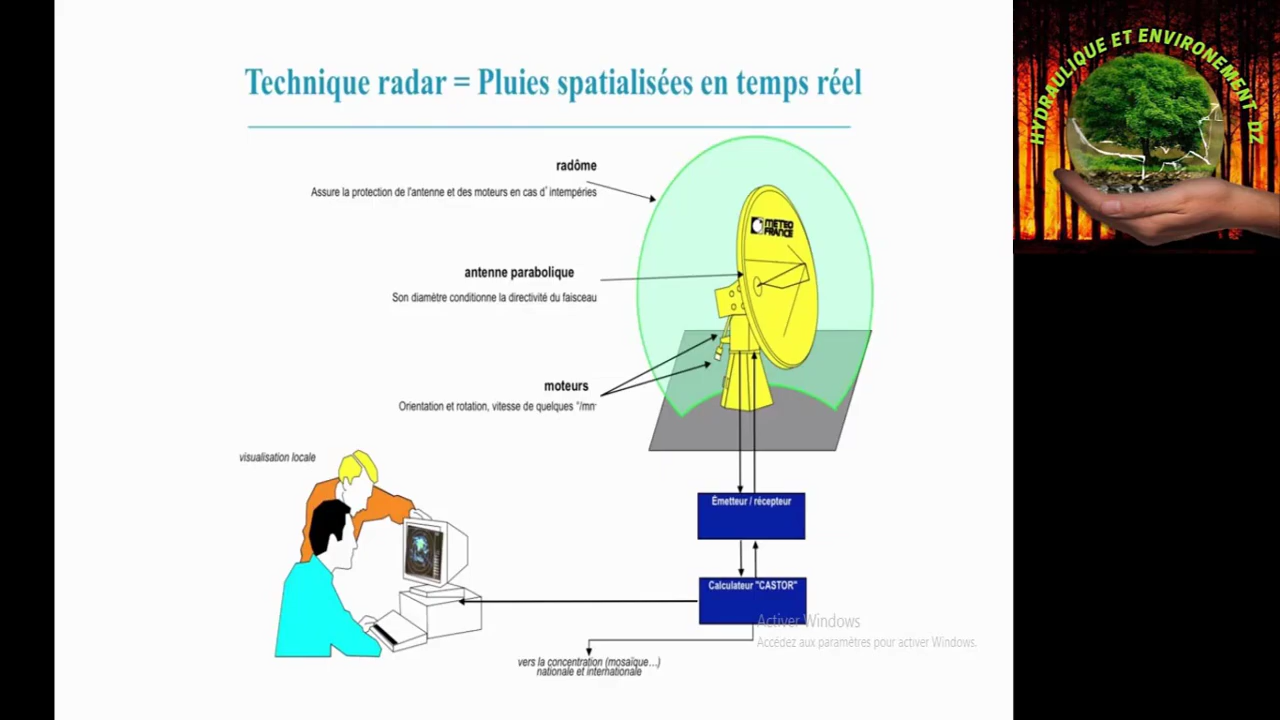 Technique radar = Pluies spatialisées en temps réel
radôme
Assure la protection de l'antenne et des moteurs en cas d' intempéries
METEO
FRANCE
antenne parabolique
Son diamètre conditionne la directivité du faisceau
moteurs
Orientation et rotation, vitesse de quelques °/mn
visualisation locale
Émetteur / récepteur
Calculateur "CASTOR"
vers la concentration (mosaïque...)
nationale et internationale
Activer Windows
Accédez aux paramètres pour activer Windows.
HYDRAULIQUE ET ENVIRONEMENT DZ